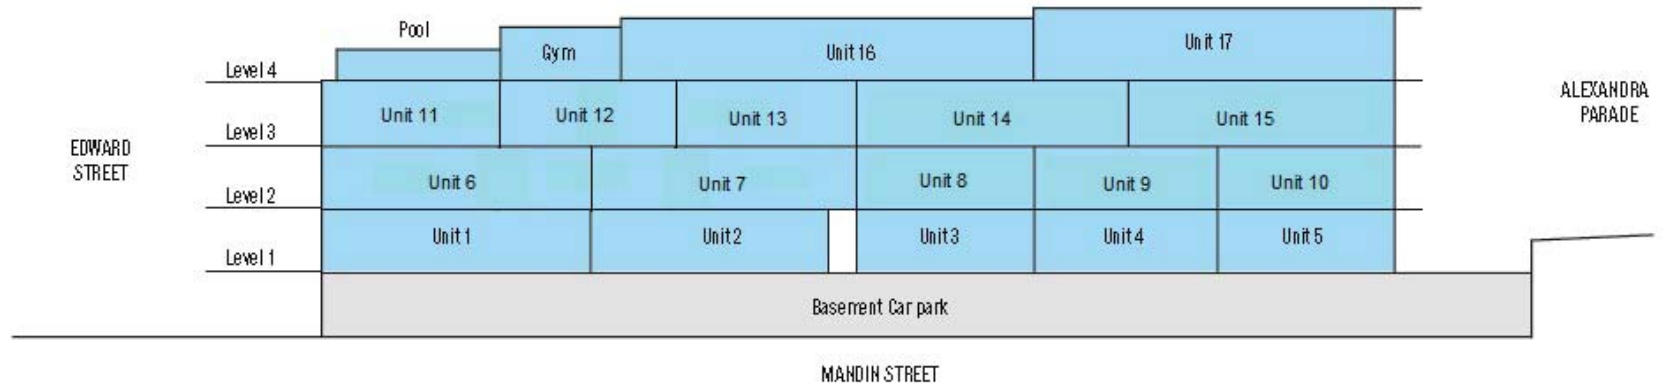 Pool
Gym
Unit 16
Unit 17
Level 4
ALEXANDRA
PARADE
Unit 11
Unit 12
Unit 13
Unit 14
Unit 15
Level 3
EDWARD
STREET
Unit 6
Unit 7
Unit 8
Unit 9
Unit 10
Level 2
Unit 1
Unit 2
Unit 3
Unit 4
Unit 5
Level 1
Basement Car park
MANDIN STREET